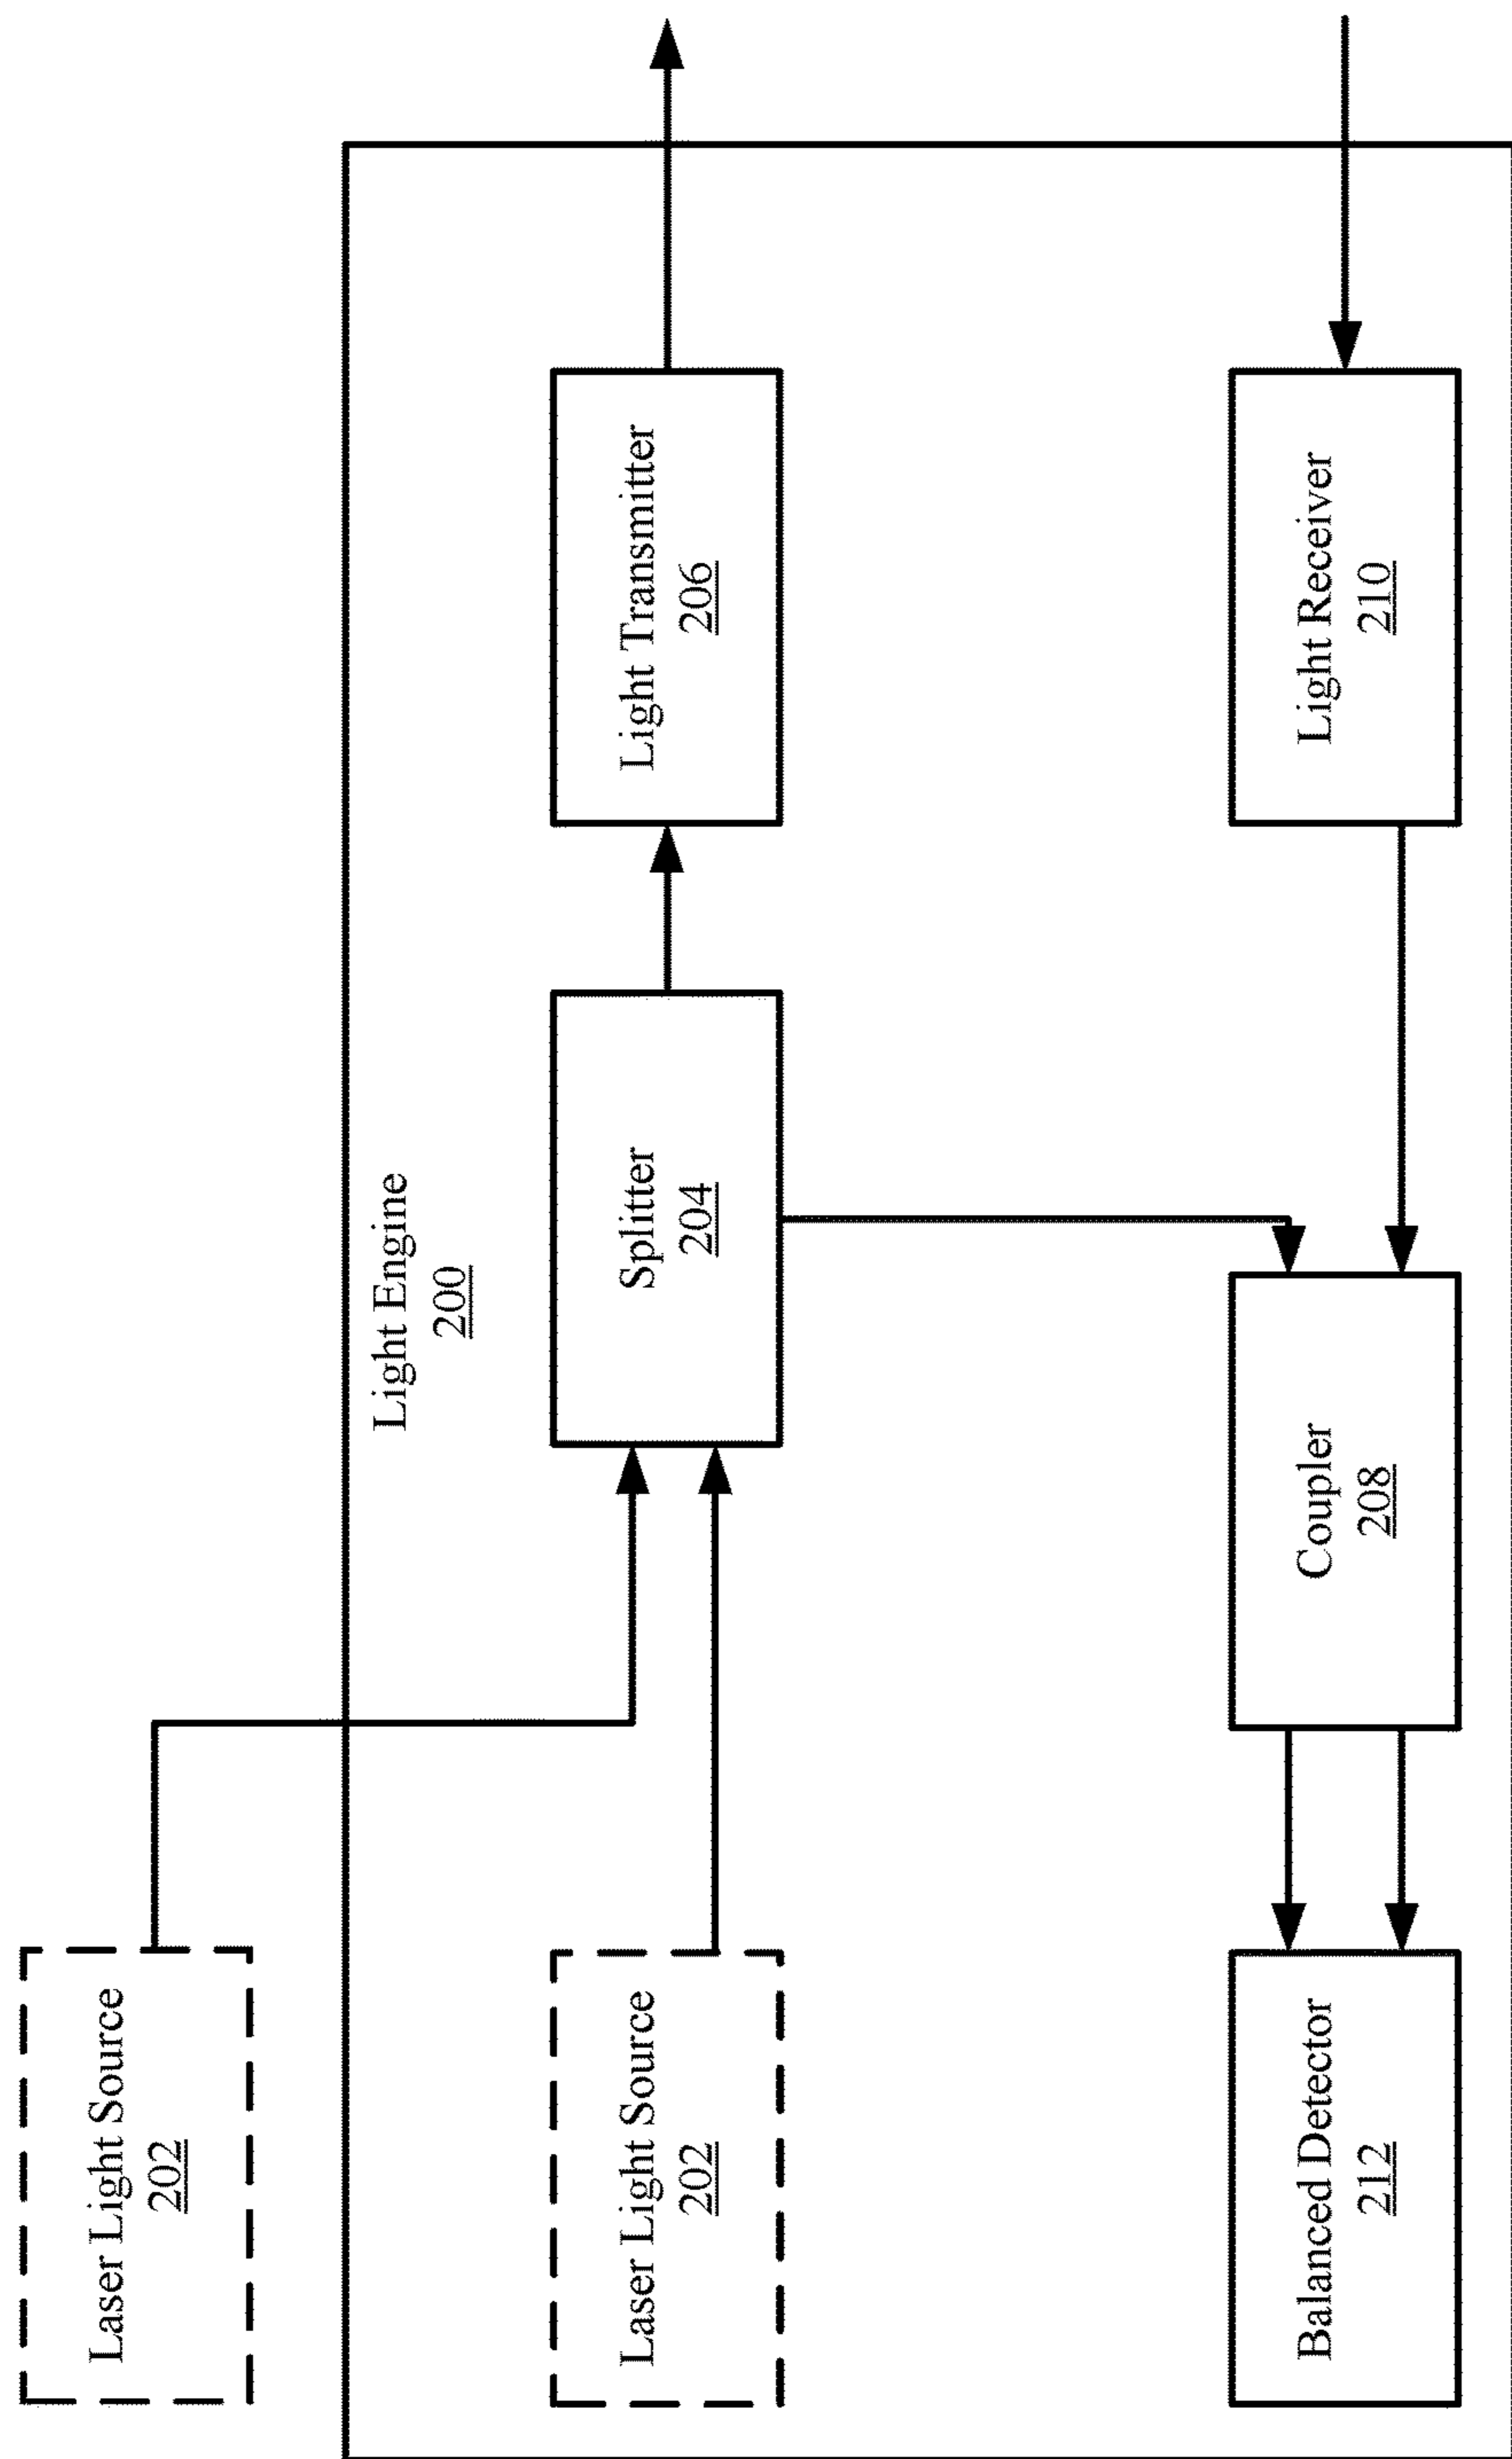 Laser Light Source
202
Light Engine
200
Laser Light Source
202
Splitter
204
Light Transmitter
206
Balanced Detector
212
Coupler
208
Light Receiver
210